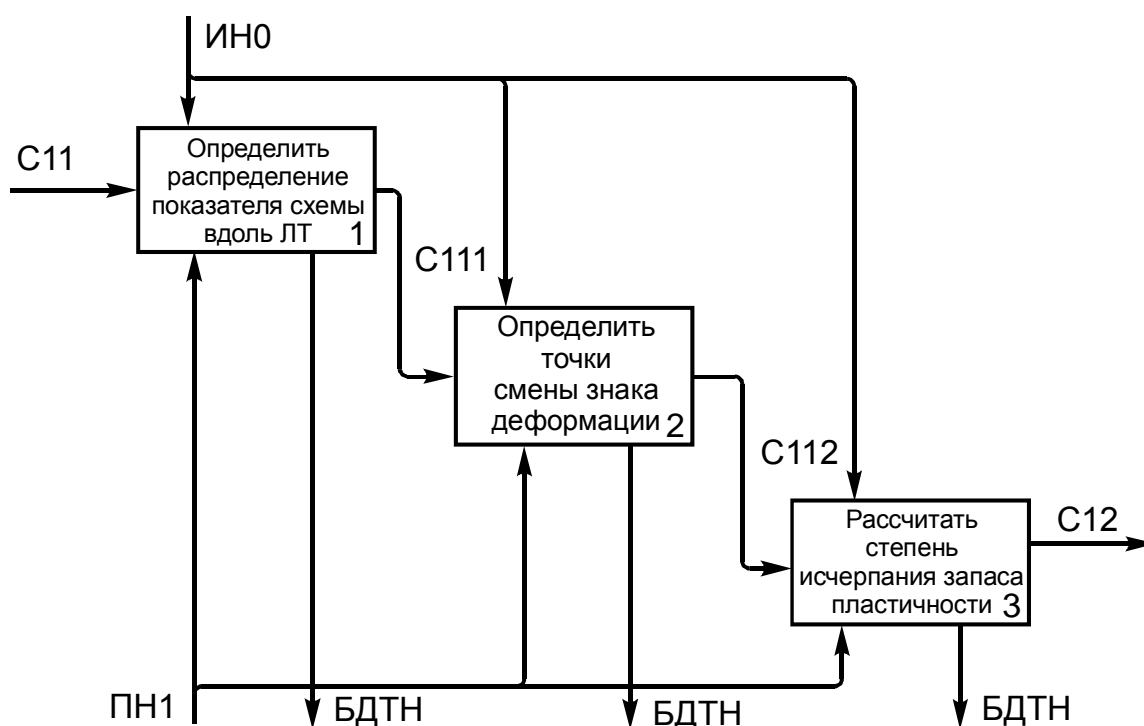 ИН0
С11
Определить
распределение
показателя схемы
вдоль ЛТ 1
С111
Определить
точки
смены знака
деформации 2
С112
Рассчитать
степень
исчерпания запаса
пластичности 3
С12
ПН1
БДТН
БДТН
БДТН